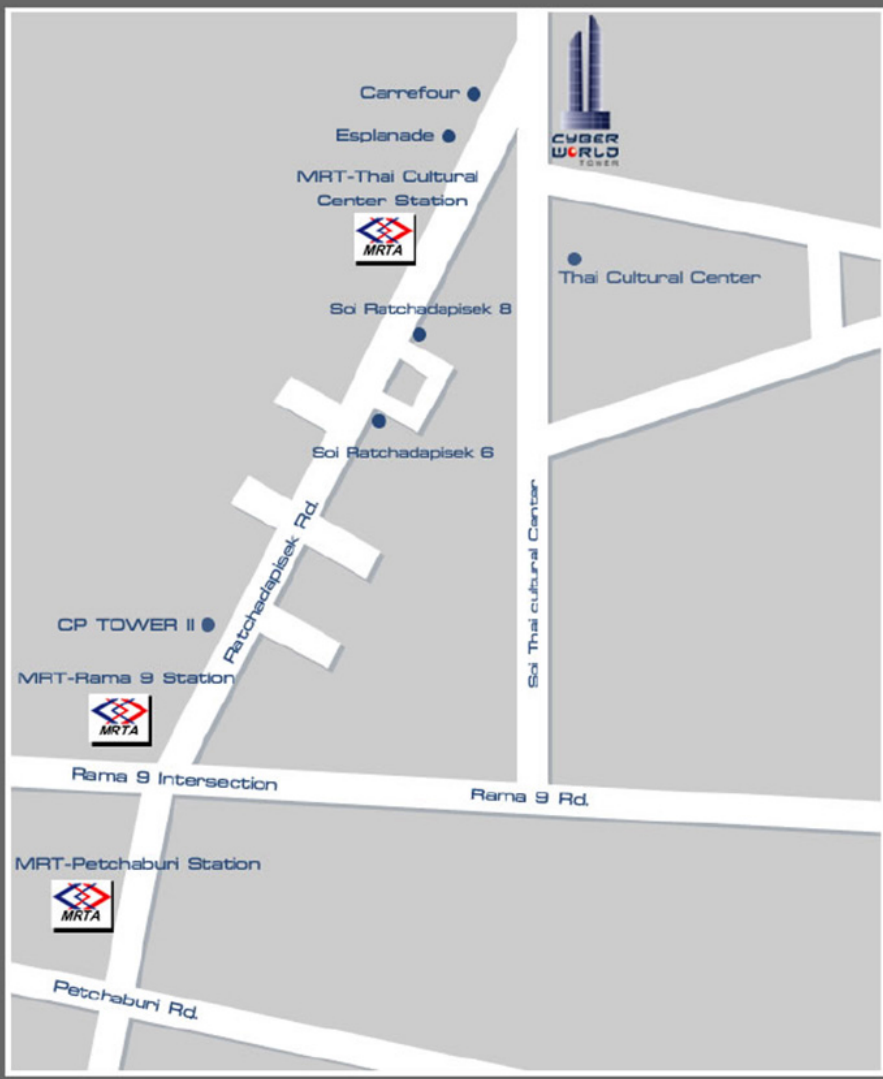 Carrefour
Esplanade
CYBER
WORLD
TOWER
MRT-Thai Cultural
Center Station
MRTA
Thai Cultural Center
Soi Ratchadapisek 8
Soi Ratchadapisek 6
Ratchadapisek Rd.
Soi Thai cultural Center
CP TOWER II
MRT-Rama 9 Station
MRTA
Rama 9 Intersection
Rama 9 Rd.
MRT-Petchaburi Station
MRTA
Petchaburi Rd.